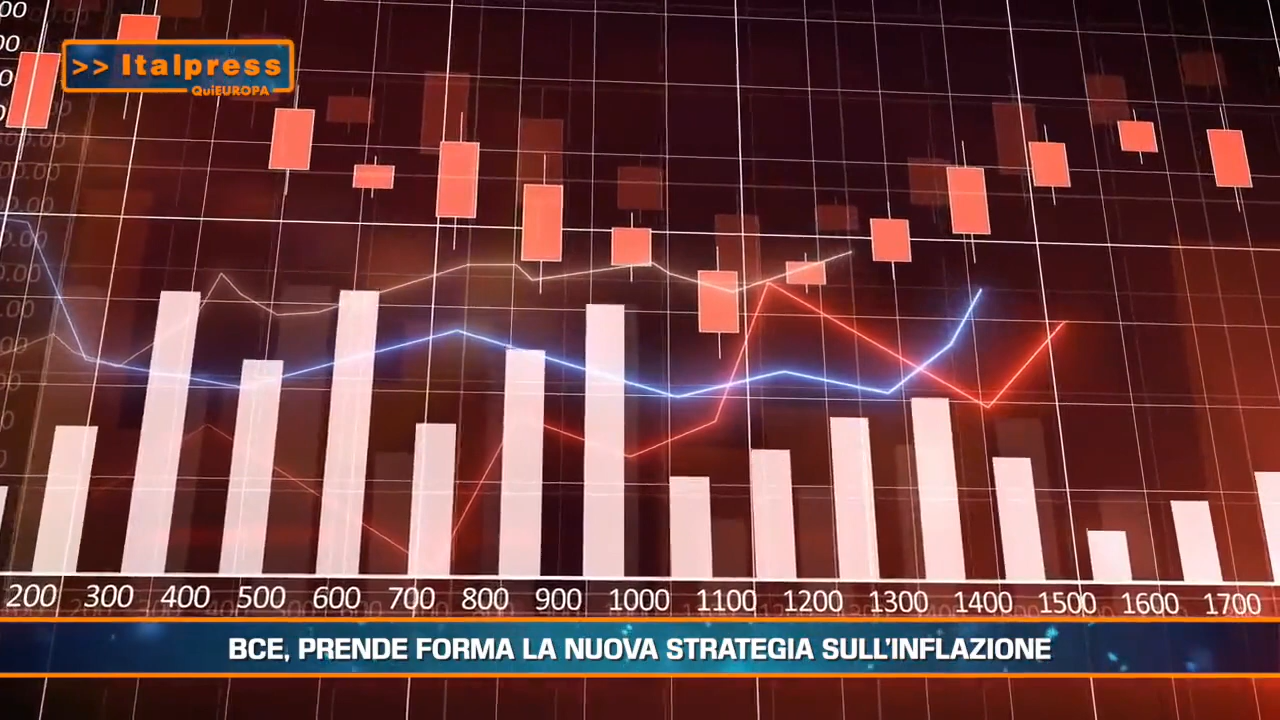 >> Italpress
QuiEUROPA
200 300 400 500 600 700 800 900 1000 1100 1200 1300 1400 1500 1600 1700
BCE, PRENDE FORMA LA NUOVA STRATEGIA SULL'INFLAZIONE